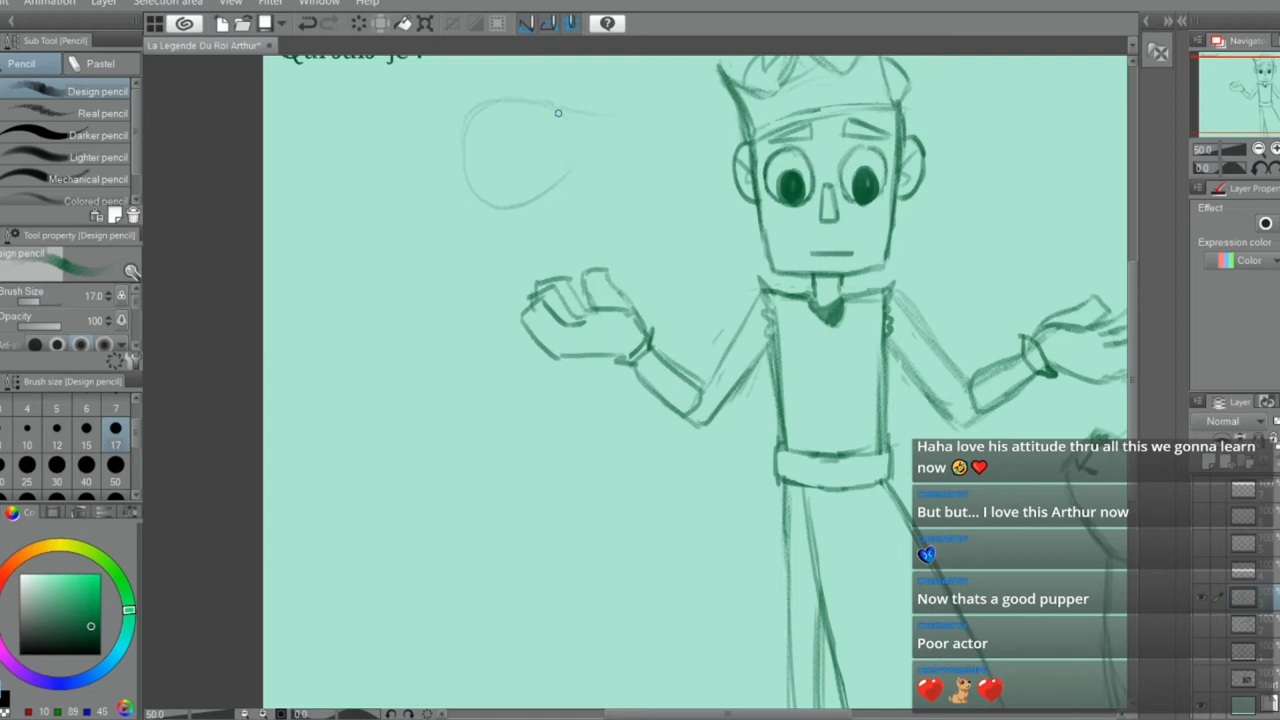 Layer Selection area View Filter Window Help
Sub Tool [Pencil]
La Legende Du Roi Arthur*
Pencil Pastel
Design pencil
Real pencil
Darker pencil
Lighter pencil
Mechanical pencil
Colored pencil
Tool property [Design pencil]
sign pencil
Brush Size 17.0
Opacity 100
Brush size [Design pencil]
4 5 6 7
10 12 15 17
25 30 40 50
10 89 45
50.0 0.0
Navigator
50.0
0.0
Layer Proper
Effect
Expression color
Color
Layer
Normal
Haha love his attitude thru all this we gonna learn
now 🤣❤️
But but... I love this Arthur now
Now thats a good pupper
Poor actor